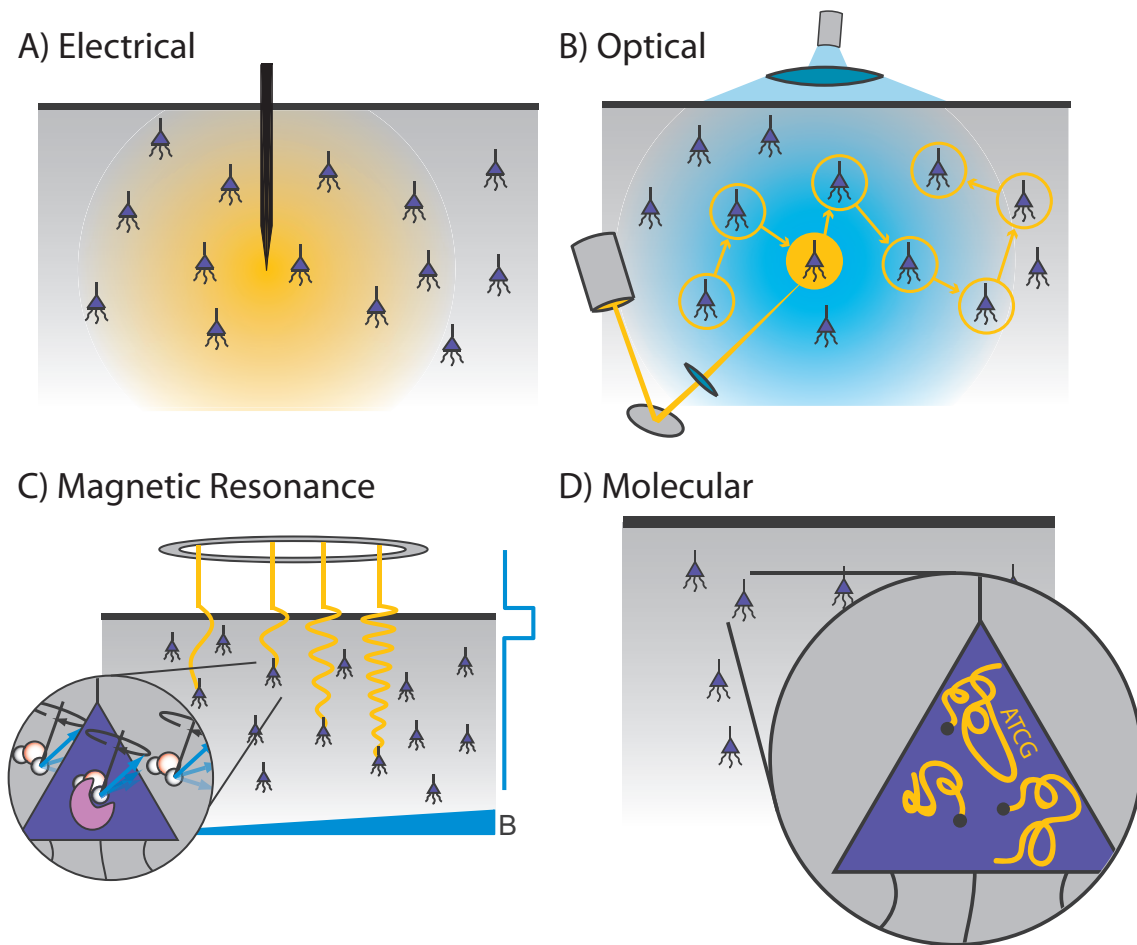 A) Electrical
B) Optical
C) Magnetic Resonance
D) Molecular
ATCG
B